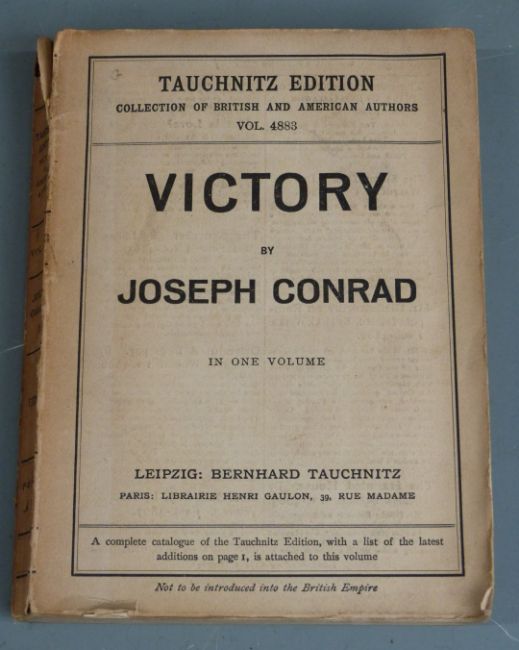 TAUCHNITZ EDITION
COLLECTION OF BRITISH AND AMERICAN AUTHORS
VOL. 4883
VICTORY
BY
JOSEPH CONRAD
IN ONE VOLUME
LEIPZIG: BERNHARD TAUCHNITZ
PARIS: LIBRAIRIE HENRI GAULON, 39, RUE MADAME
A complete catalogue of the Tauchnitz Edition, with a list of the latest
additions on page 1, is attached to this volume
Not to be introduced into the British Empire